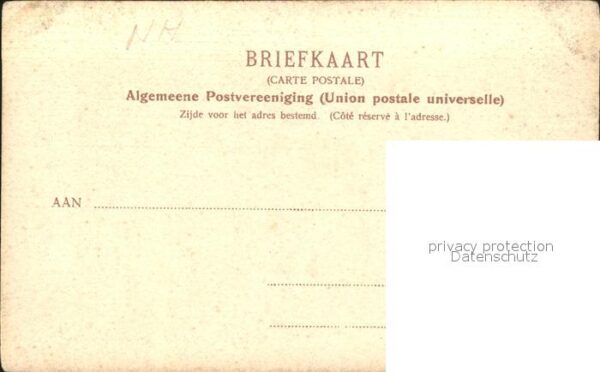 NH
BRIEFKAART
(CARTE POSTALE)
Algemeene Postvereeniging (Union postale universelle)
Zijde voor het adres bestemd. (Côté réservé à l'adresse.)
AAN
privacy protection
Datenschutz